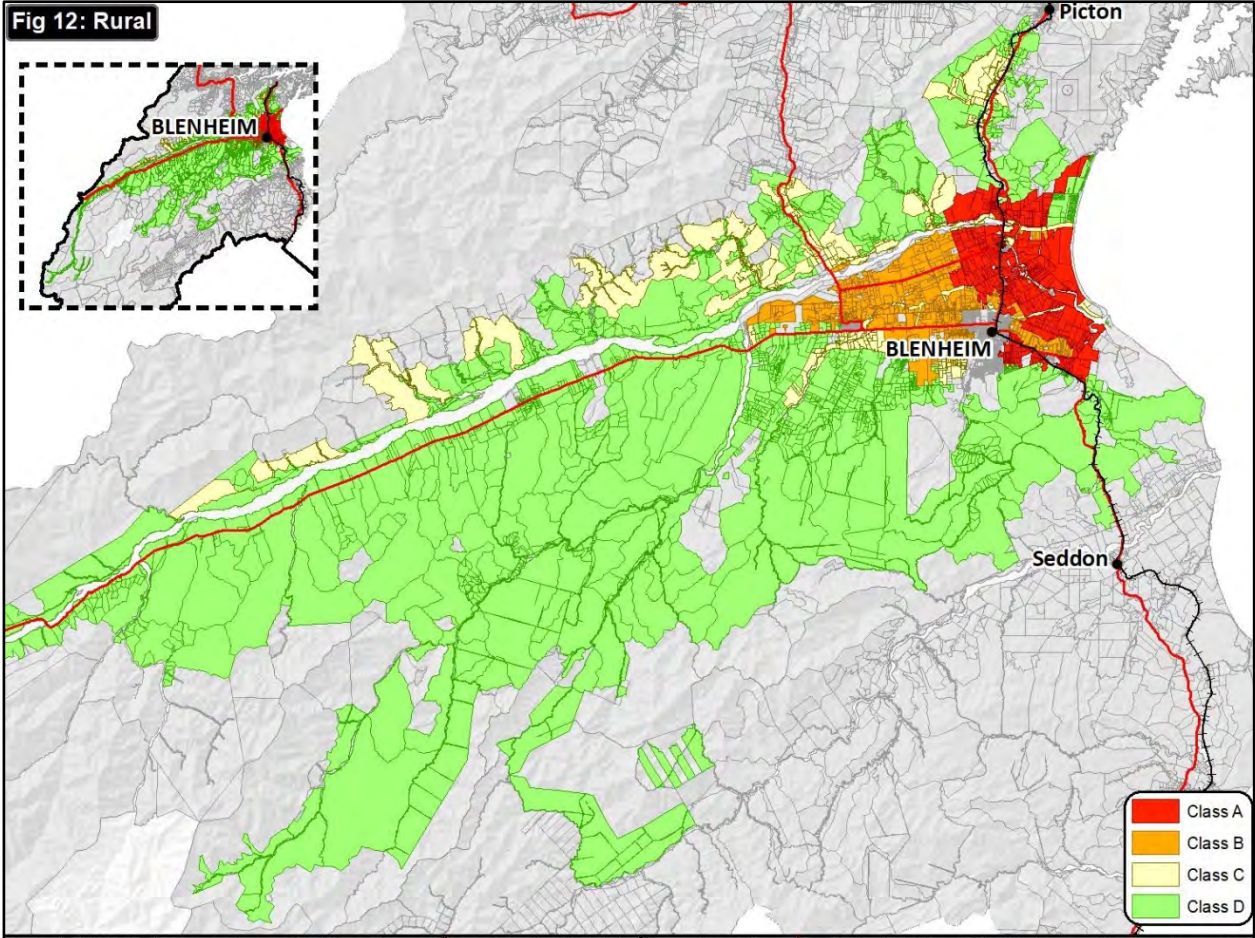 Fig 12: Rural
Picton
BLENHEIM
BLENHEIM
Seddon
Class A
Class B
Class C
Class D